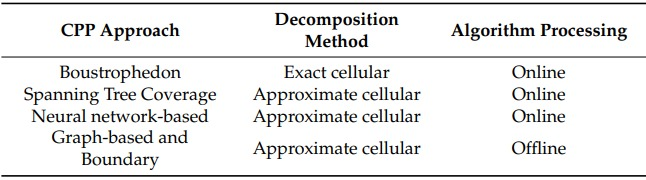 CPP Approach Decomposition Method Algorithm Processing
Boustrophedon Exact cellular Online
Spanning Tree Coverage Approximate cellular Online
Neural network-based Approximate cellular Online
Graph-based and Boundary Approximate cellular Offline